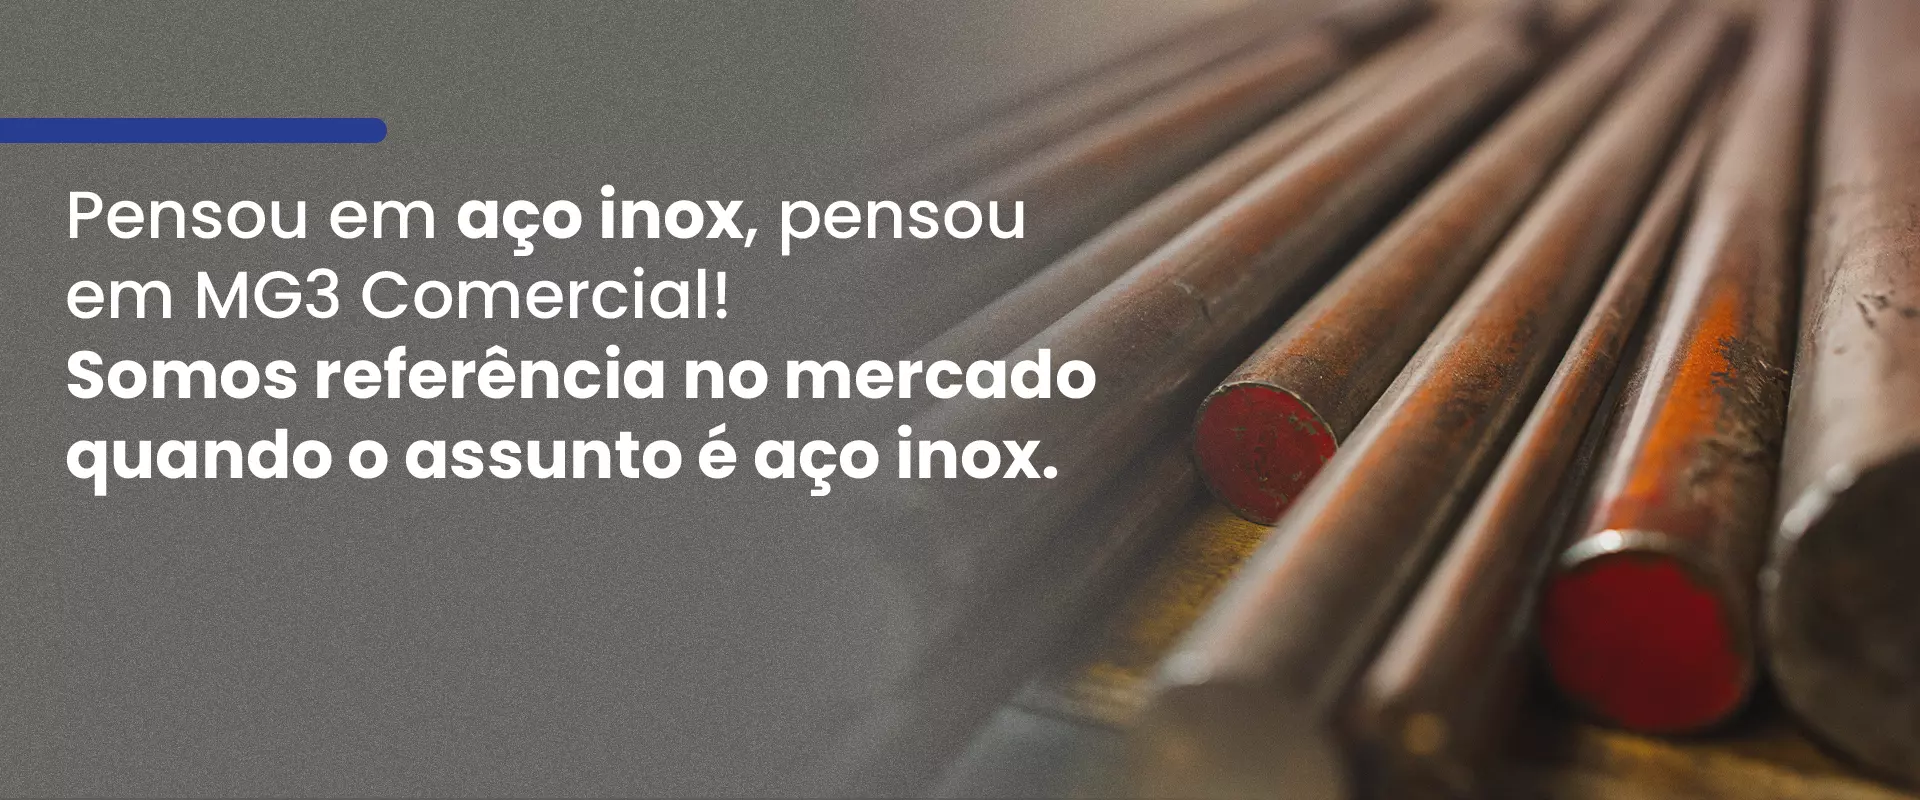 Pensou em aço inox, pensou
em MG3 Comercial!
Somos referência no mercado
quando o assunto é aço inox.